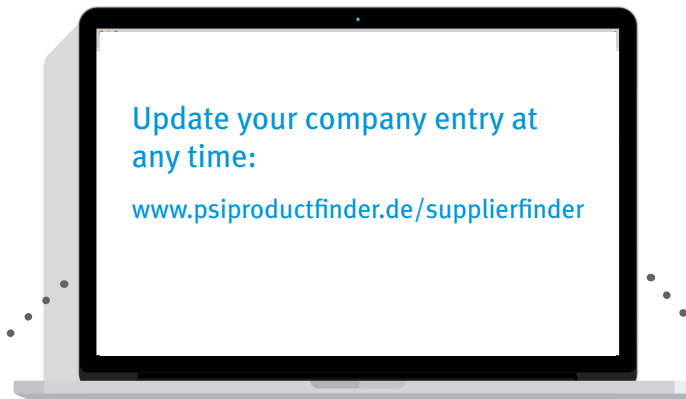 Update your company entry at
any time:
www.psiproductfinder.de/supplierfinder